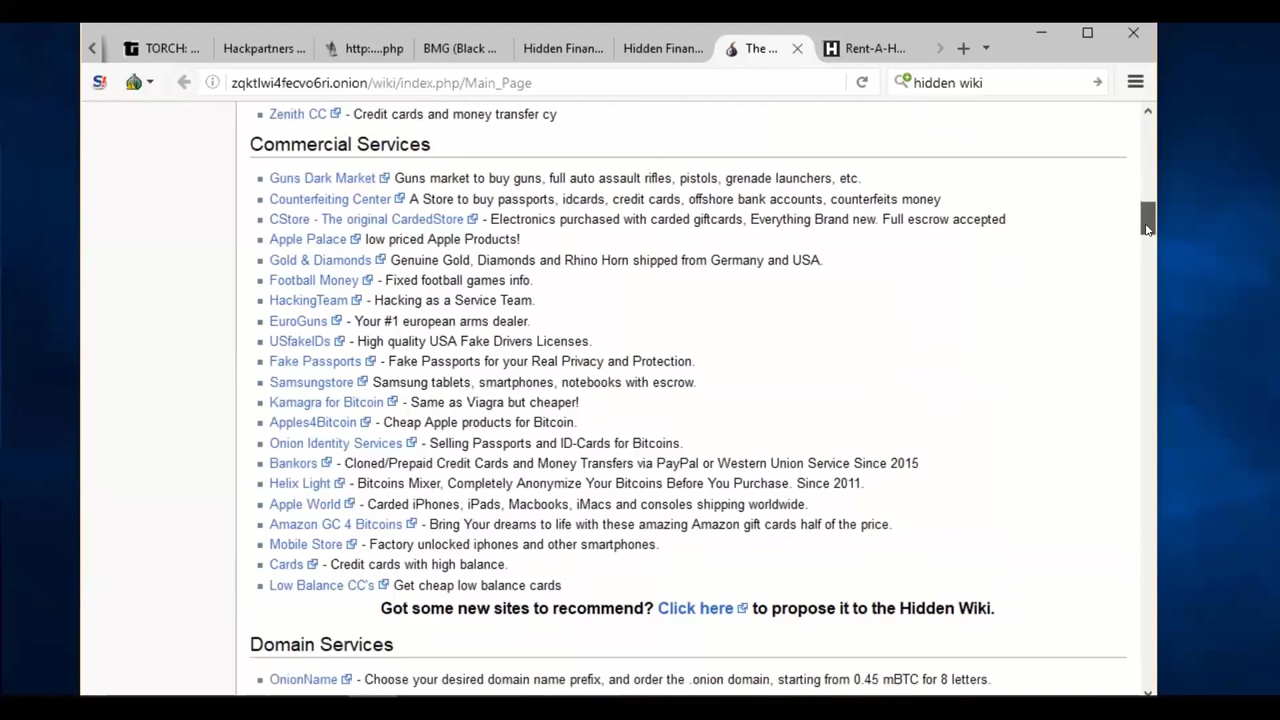 TORCH: ...
Hackpartners ...
http:....php
BMG (Black ...
Hidden Finan...
Hidden Finan...
The ...
Rent-A-H...
zqktlwi4fecvo6ri.onion/wiki/index.php/Main_Page
hidden wiki
Zenith CC - Credit cards and money transfer cy
Commercial Services
Guns Dark Market Guns market to buy guns, full auto assault rifles, pistols, grenade launchers, etc.
Counterfeiting Center A Store to buy passports, idcards, credit cards, offshore bank accounts, counterfeits money
CStore - The original CardedStore - Electronics purchased with carded giftcards, Everything Brand new. Full escrow accepted
Apple Palace low priced Apple Products!
Gold & Diamonds Genuine Gold, Diamonds and Rhino Horn shipped from Germany and USA.
Football Money - Fixed football games info.
HackingTeam - Hacking as a Service Team.
EuroGuns - Your #1 european arms dealer.
USfakeIDs - High quality USA Fake Drivers Licenses.
Fake Passports - Fake Passports for your Real Privacy and Protection.
Samsungstore Samsung tablets, smartphones, notebooks with escrow.
Kamagra for Bitcoin - Same as Viagra but cheaper!
Apples4Bitcoin - Cheap Apple products for Bitcoin.
Onion Identity Services - Selling Passports and ID-Cards for Bitcoins.
Bankors - Cloned/Prepaid Credit Cards and Money Transfers via PayPal or Western Union Service Since 2015
Helix Light - Bitcoins Mixer, Completely Anonymize Your Bitcoins Before You Purchase. Since 2011.
Apple World - Carded iPhones, iPads, Macbooks, iMacs and consoles shipping worldwide.
Amazon GC 4 Bitcoins - Bring Your dreams to life with these amazing Amazon gift cards half of the price.
Mobile Store - Factory unlocked iphones and other smartphones.
Cards - Credit cards with high balance.
Low Balance CC's Get cheap low balance cards
Got some new sites to recommend? Click here to propose it to the Hidden Wiki.
Domain Services
OnionName - Choose your desired domain name prefix, and order the .onion domain, starting from 0.45 mBTC for 8 letters.